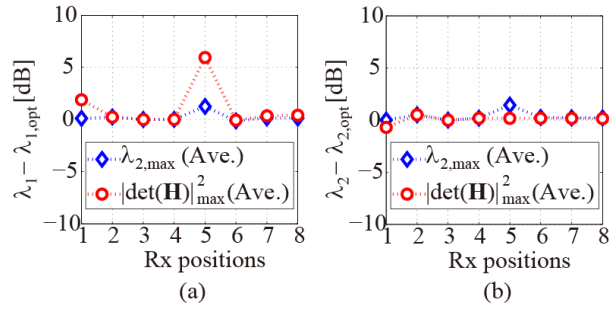 10
5
0
−5
−10
λ₁ − λ₁,opt [dB]
λ₂,max (Ave.)
|det(𝐇)|²max (Ave.)
1 2 3 4 5 6 7 8
Rx positions
(a)
10
5
0
−5
−10
λ₂ − λ₂,opt [dB]
λ₂,max (Ave.)
|det(𝐇)|²max (Ave.)
1 2 3 4 5 6 7 8
Rx positions
(b)